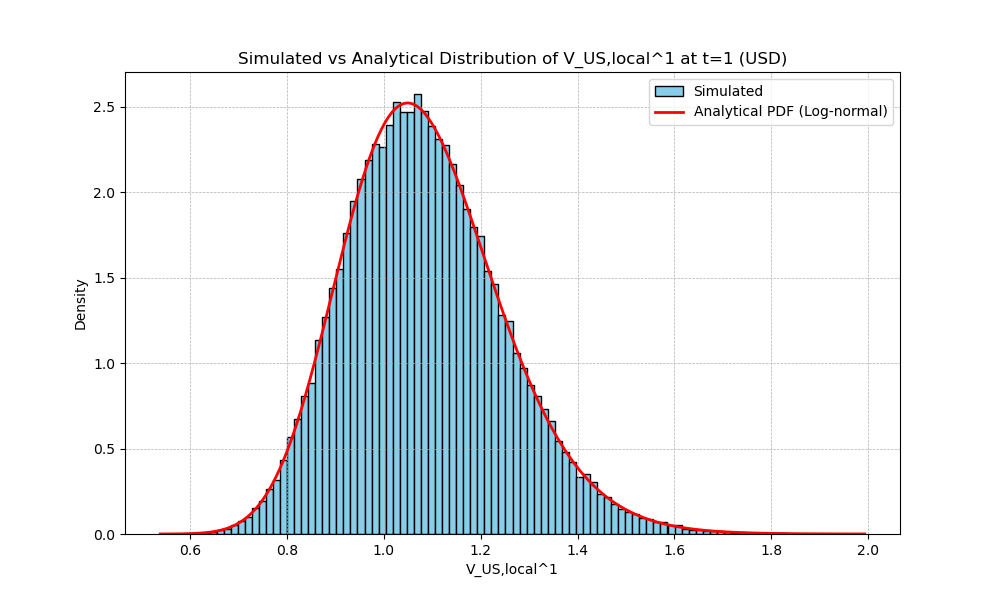 Simulated vs Analytical Distribution of V_US,local^1 at t=1 (USD)
Simulated
Analytical PDF (Log-normal)
2.5
2.0
1.5
1.0
0.5
0.0
Density
0.6 0.8 1.0 1.2 1.4 1.6 1.8 2.0
V_US,local^1